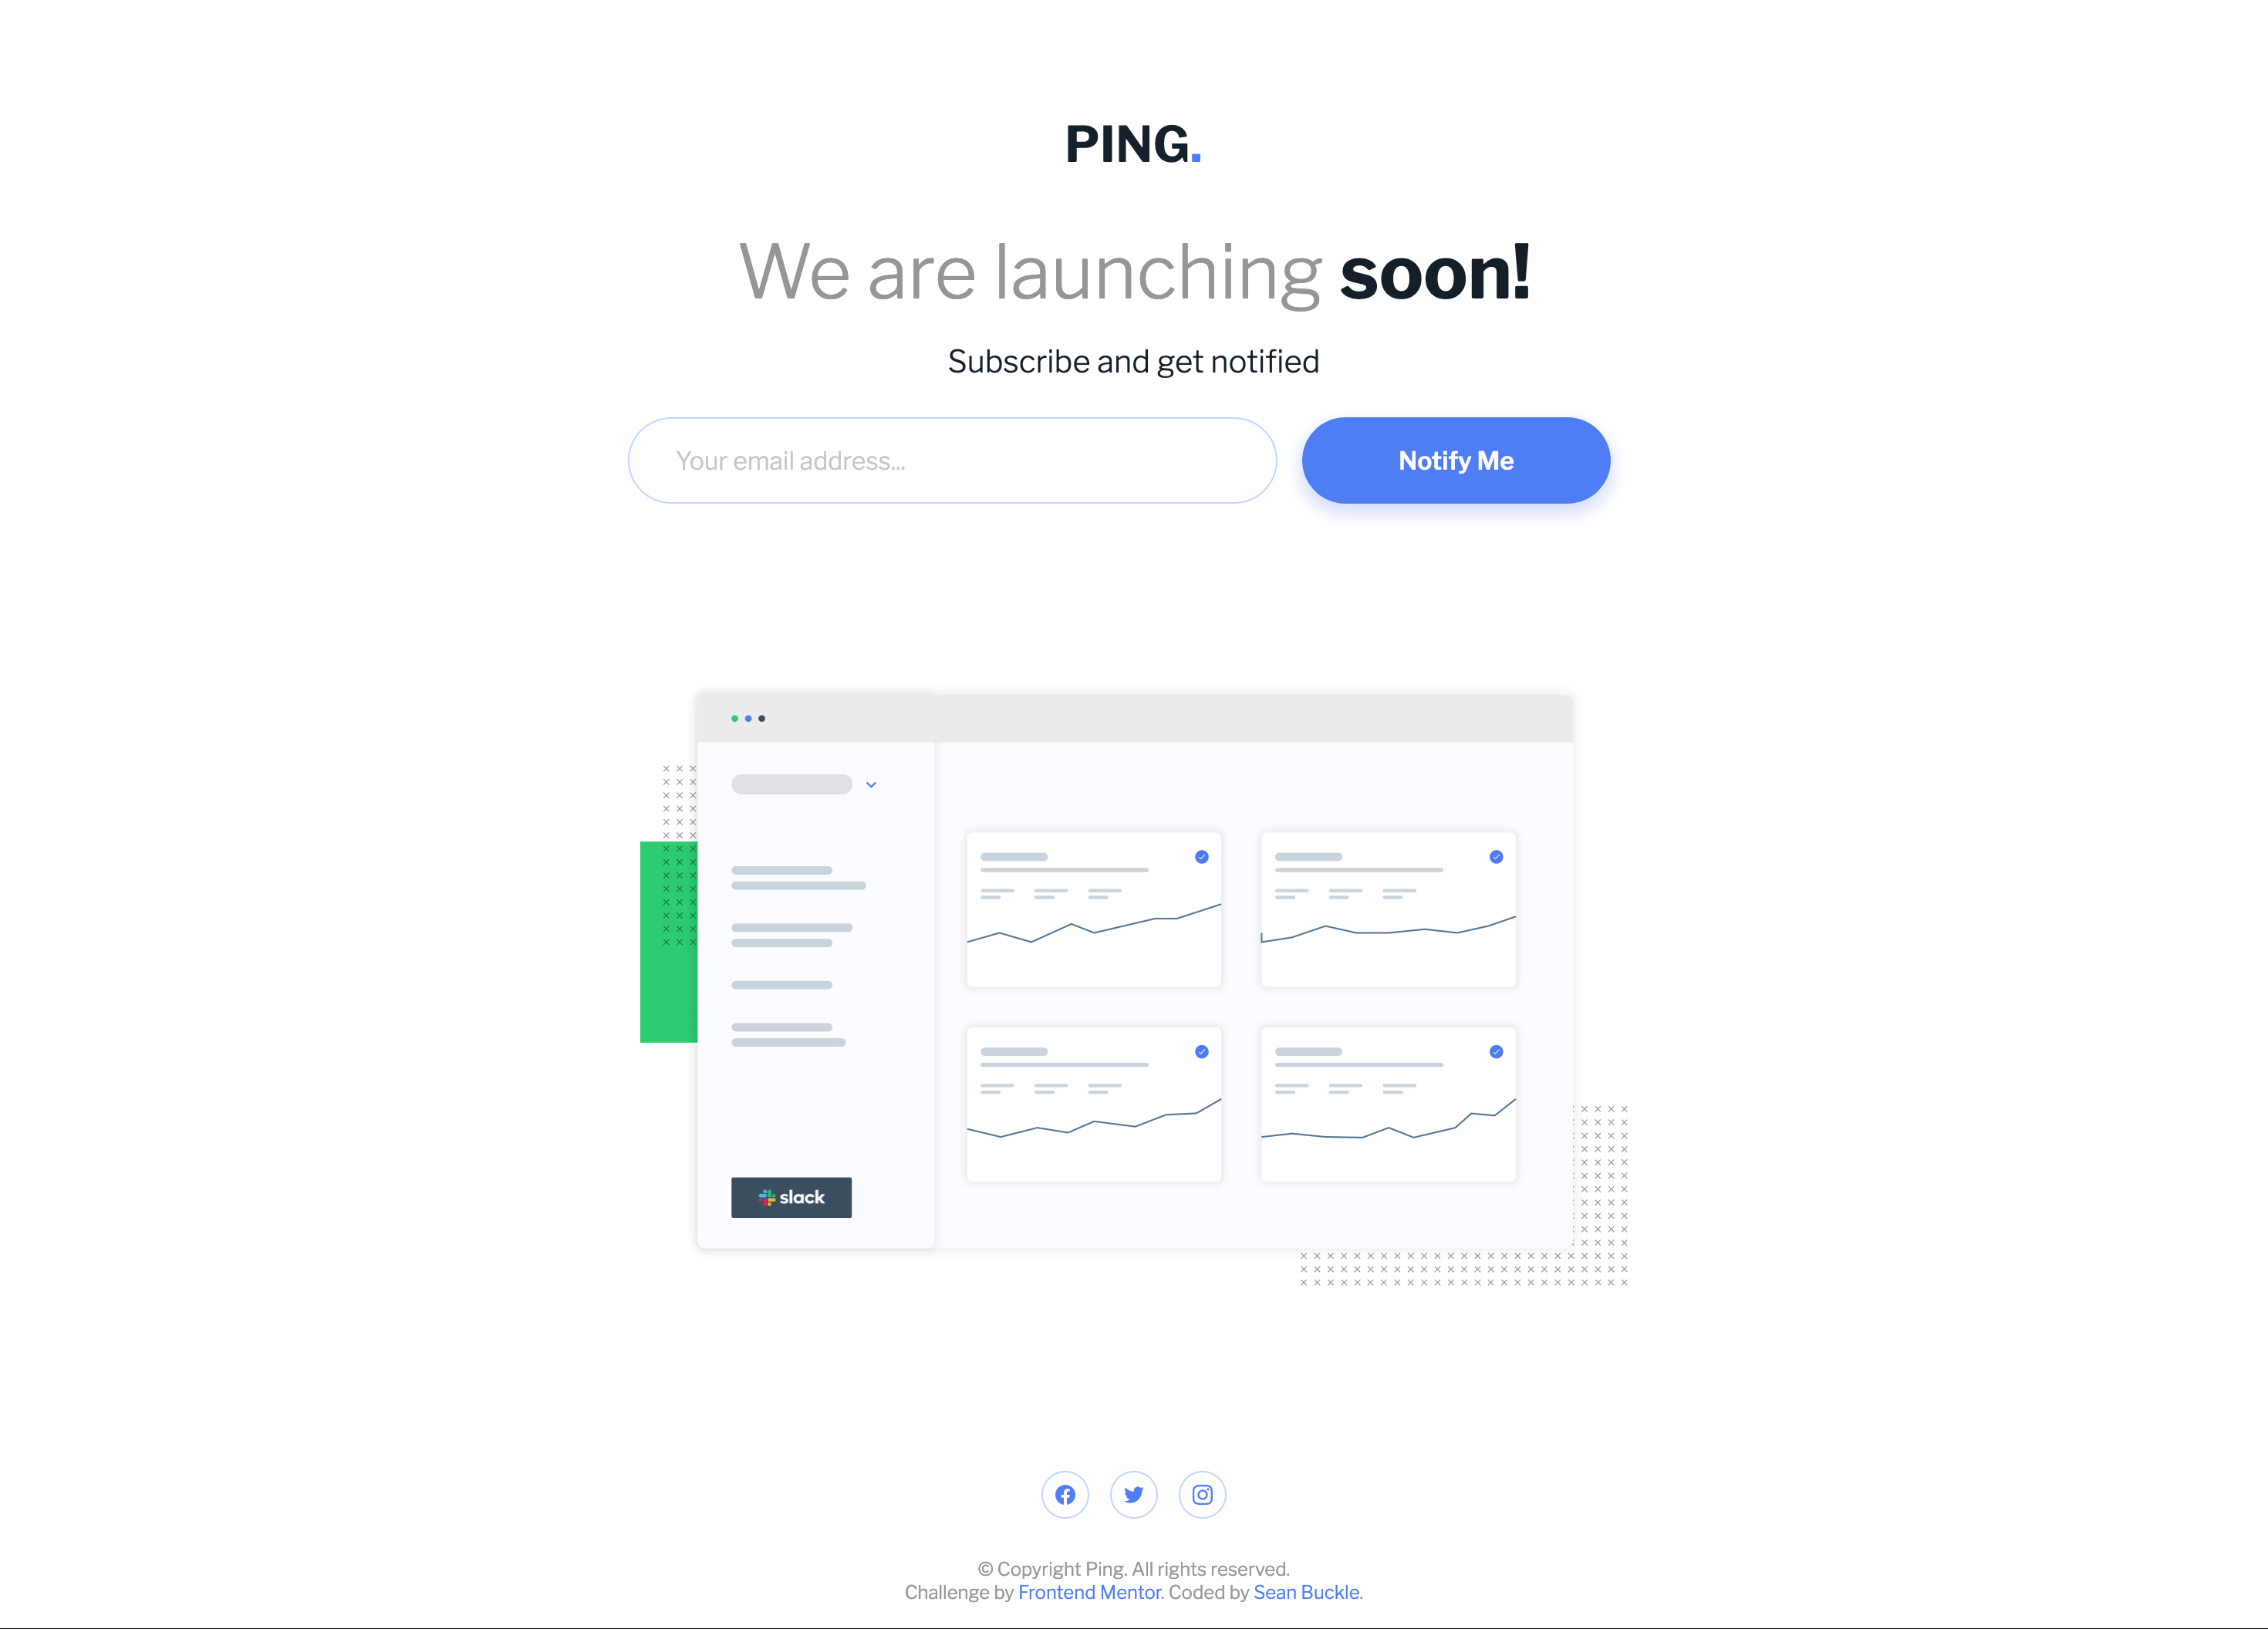 PING.
We are launching soon!
Subscribe and get notified
Your email address...
Notify Me
slack
© Copyright Ping. All rights reserved.
Challenge by Frontend Mentor. Coded by Sean Buckle.